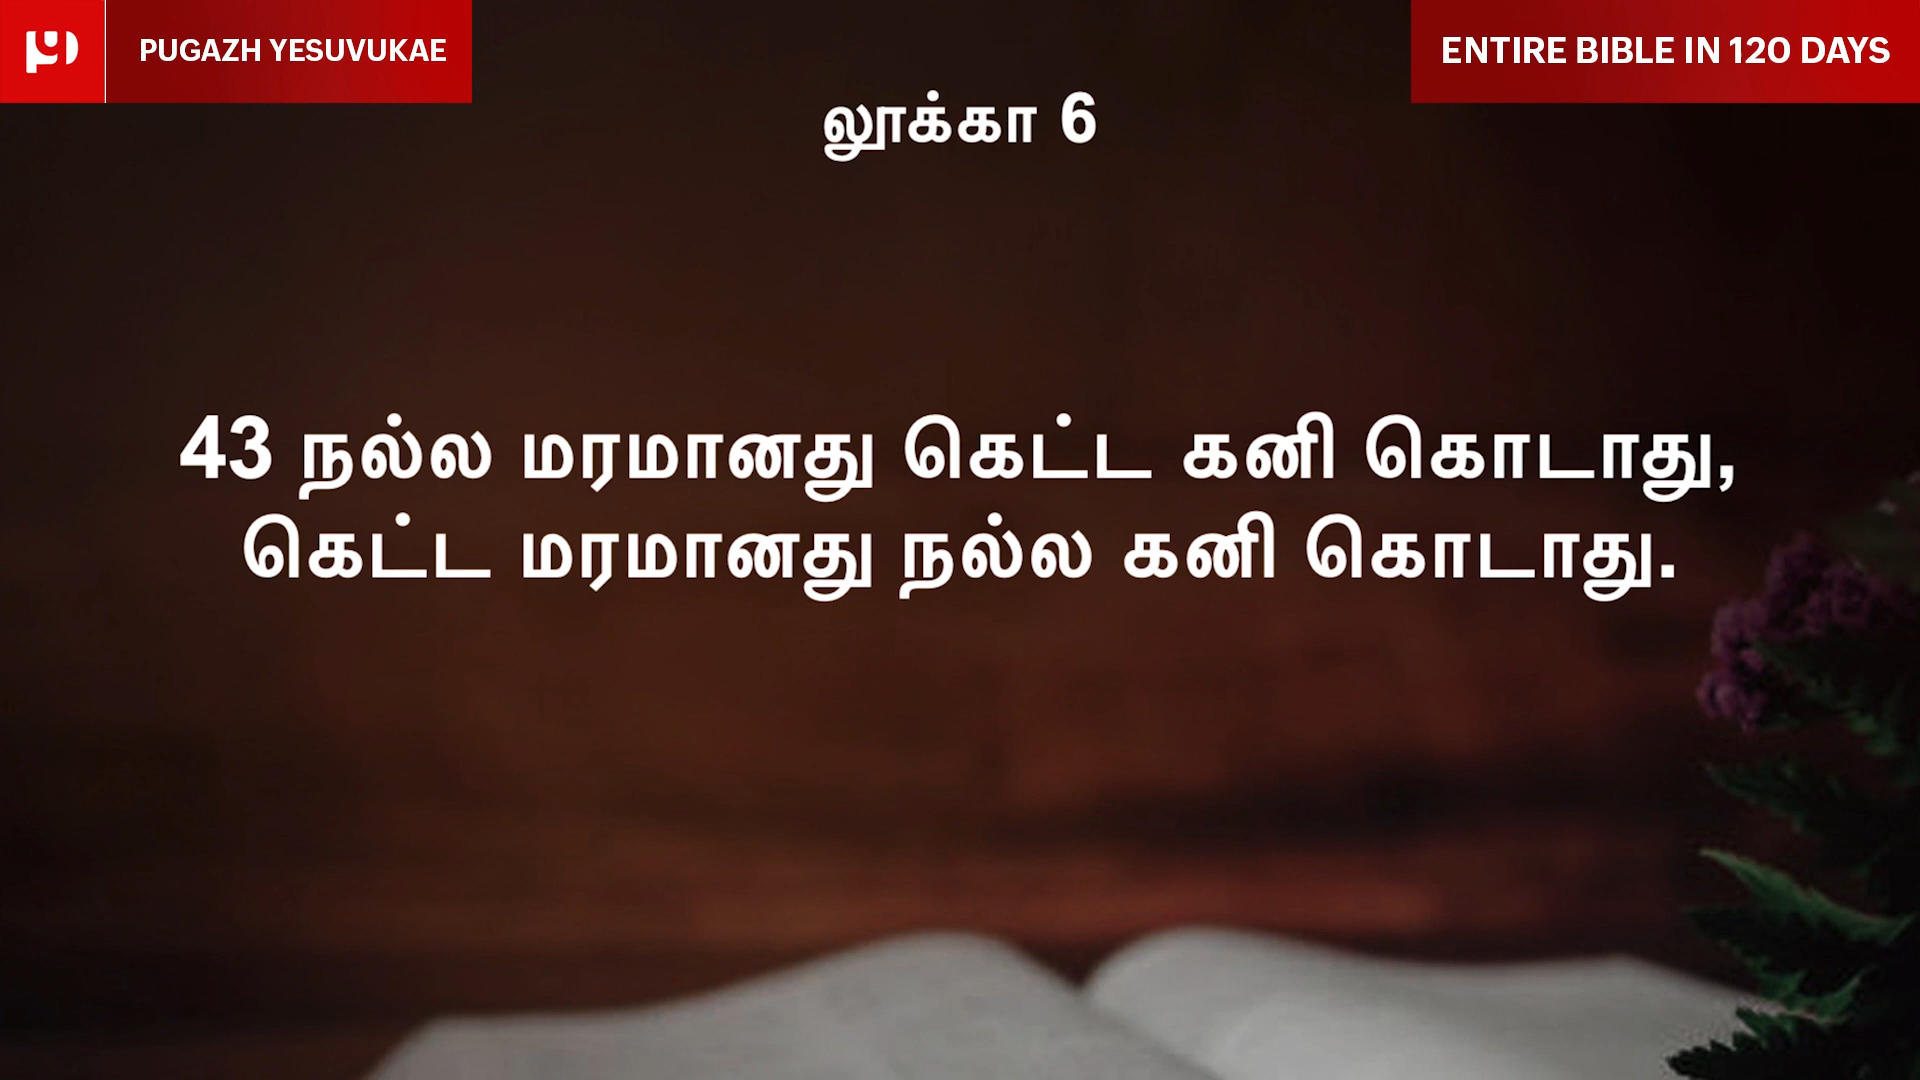 PUGAZH YESUVUKAE
ENTIRE BIBLE IN 120 DAYS
லூக்கா 6
43 நல்ல மரமானது கெட்ட கனி கொடாது,
கெட்ட மரமானது நல்ல கனி கொடாது.